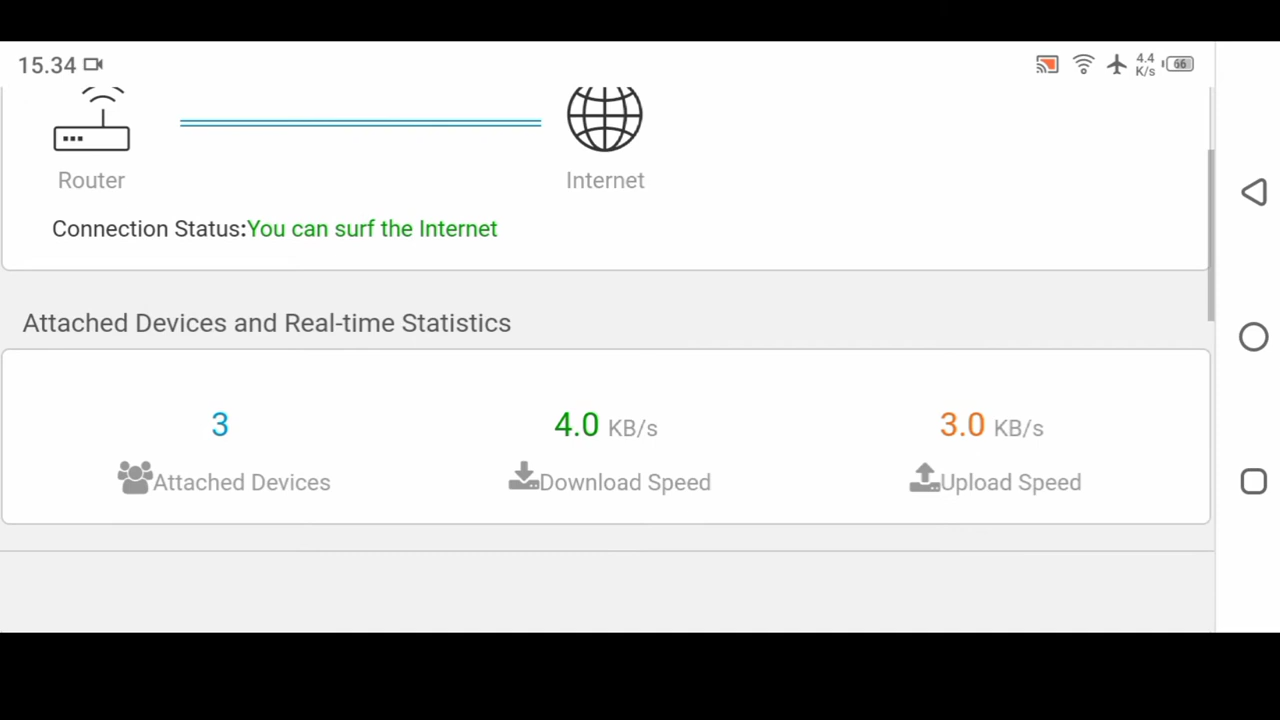 15.34
4.4
K/s
66
Router
Internet
Connection Status:You can surf the Internet
Attached Devices and Real-time Statistics
3 4.0 KB/s 3.0 KB/s
Attached Devices Download Speed Upload Speed